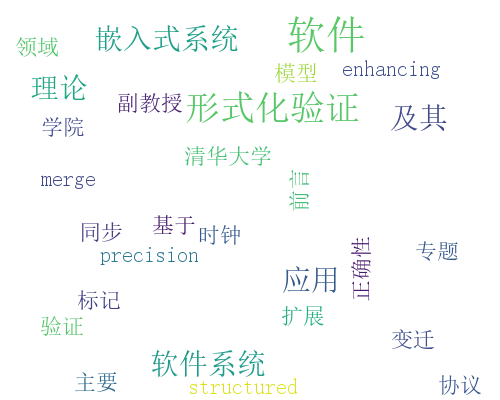 软件
嵌入式系统
领域
enhancing
模型
理论
副教授
形式化验证
及其
学院
清华大学
merge
前言
同步
基于
时钟
precision
正确性
专题
应用
标记
扩展
验证
变迁
软件系统
主要
structured
协议